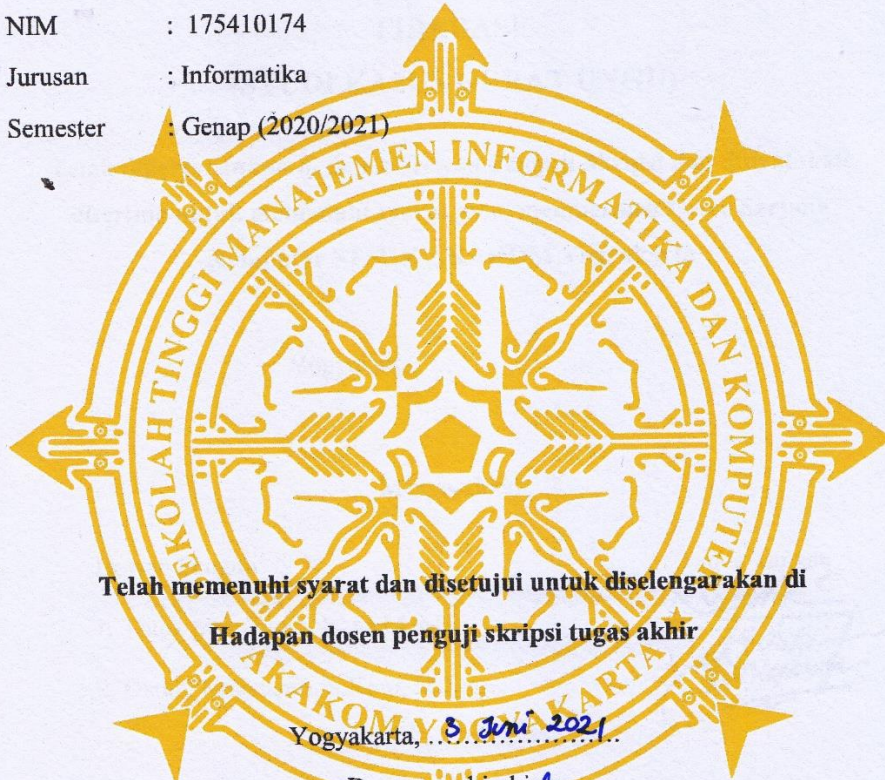 NIM : 175410174
Jurusan : Informatika
Semester : Genap (2020/2021)
SEKOLAH TINGGI MANAJEMEN INFORMATIKA DAN KOMPUTER
Telah memenuhi syarat dan disetujui untuk diselengarakan di
Hadapan dosen penguji skripsi tugas akhir
AKAKOM YOGYAKARTA
Yogyakarta, 3 Juni 2021